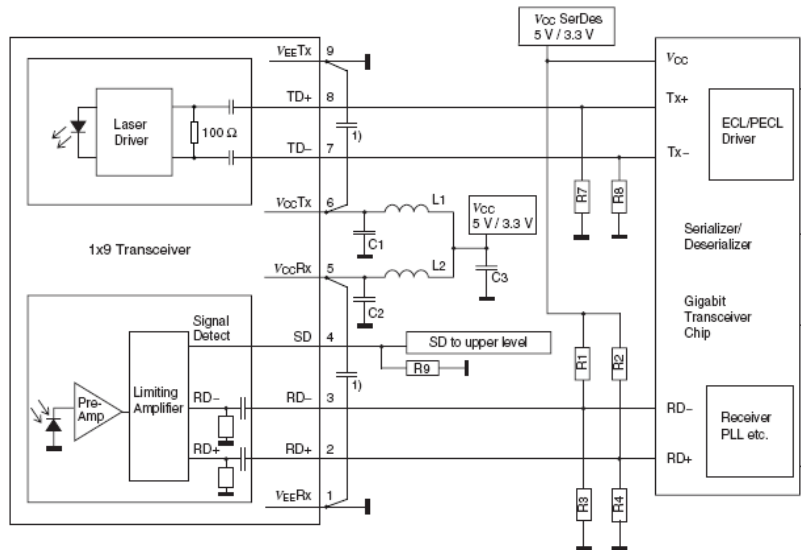 VCC SerDes
5 V / 3.3 V
VEETx 9
VCC
TD+ 8
Tx+
Laser
Driver
100 Ω
1)
ECL/PECL
Driver
TD− 7
Tx−
R7
R8
VCCTx 6
L1
VCC
5 V / 3.3 V
C1
Serializer/
Deserializer
1x9 Transceiver
VCCRx 5
L2
C3
C2
Gigabit
Transceiver
Chip
Signal
Detect
SD 4
SD to upper level
R9
R1
R2
Pre-
Amp
Limiting
Amplifier
RD−
1)
RD− 3
RD−
Receiver
PLL etc.
RD+
RD+ 2
RD+
VEERx 1
R3
R4